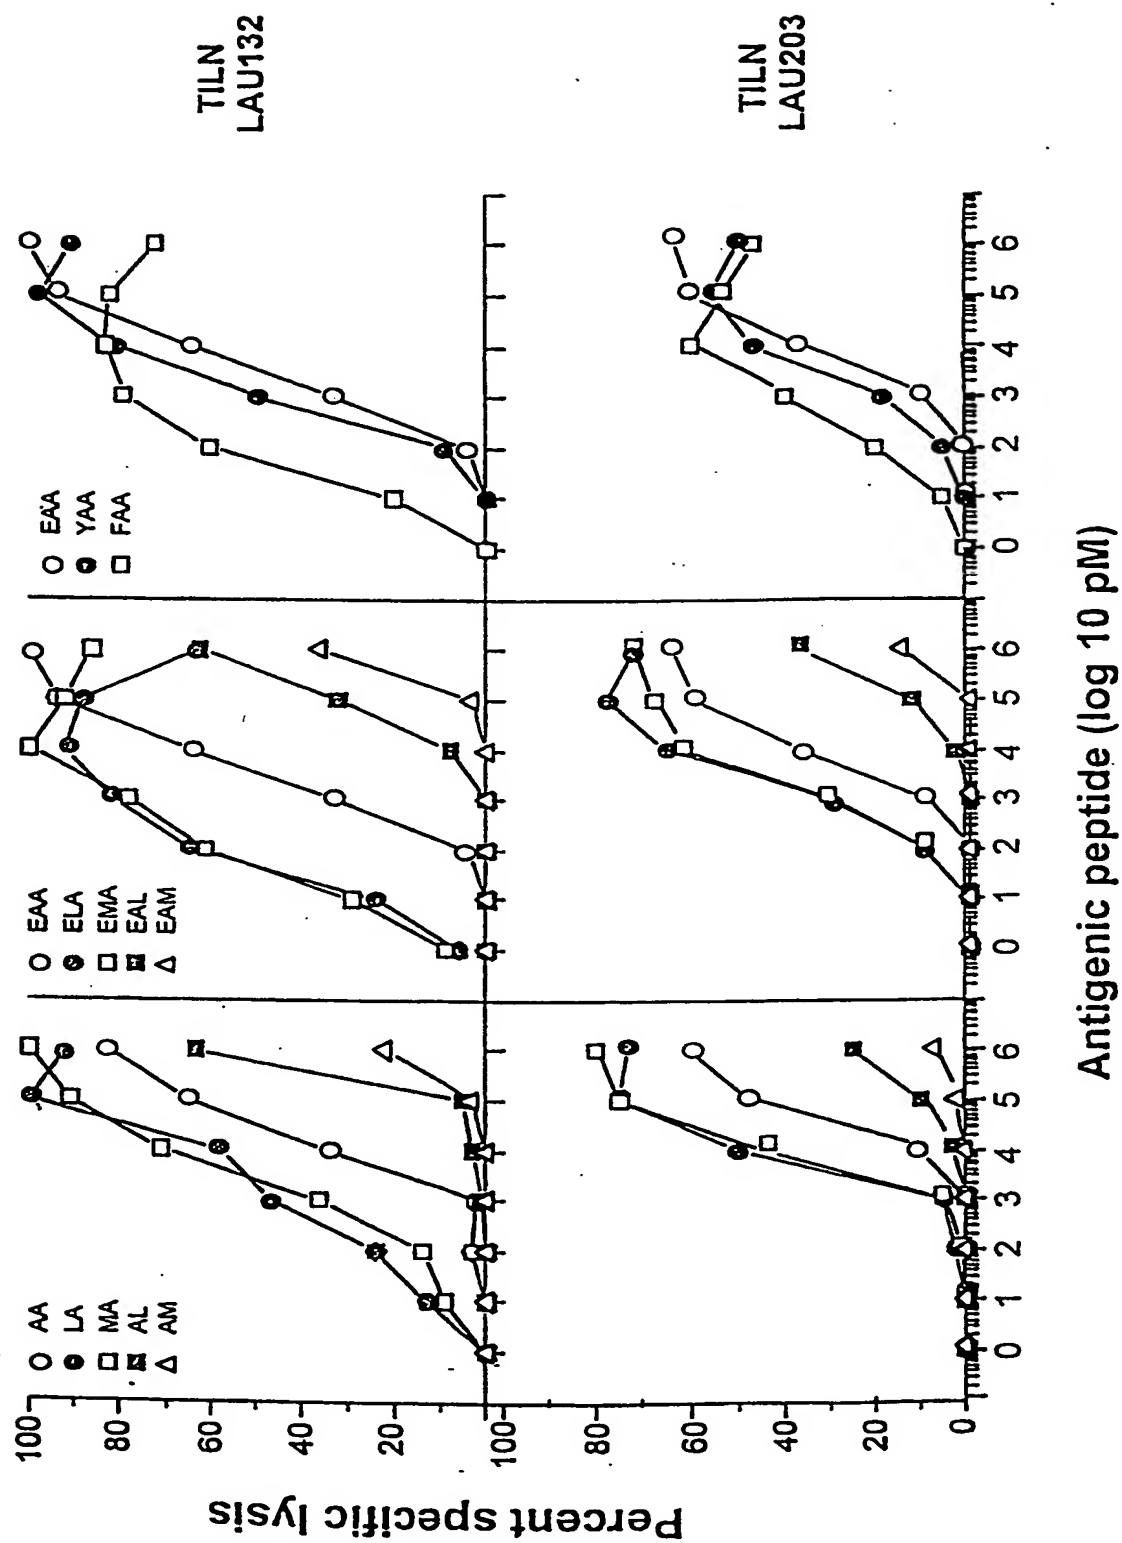 Percent specific lysis
100
80
60
40
20
100
80
60
40
20
0
AA
LA
MA
AL
AM
EAA
ELA
EMA
EAL
EAM
EAA
YAA
FAA
TILN
LAU132
TILN
LAU203
0 1 2 3 4 5 6
0 1 2 3 4 5 6
0 1 2 3 4 5 6
Antigenic peptide (log 10 pM)